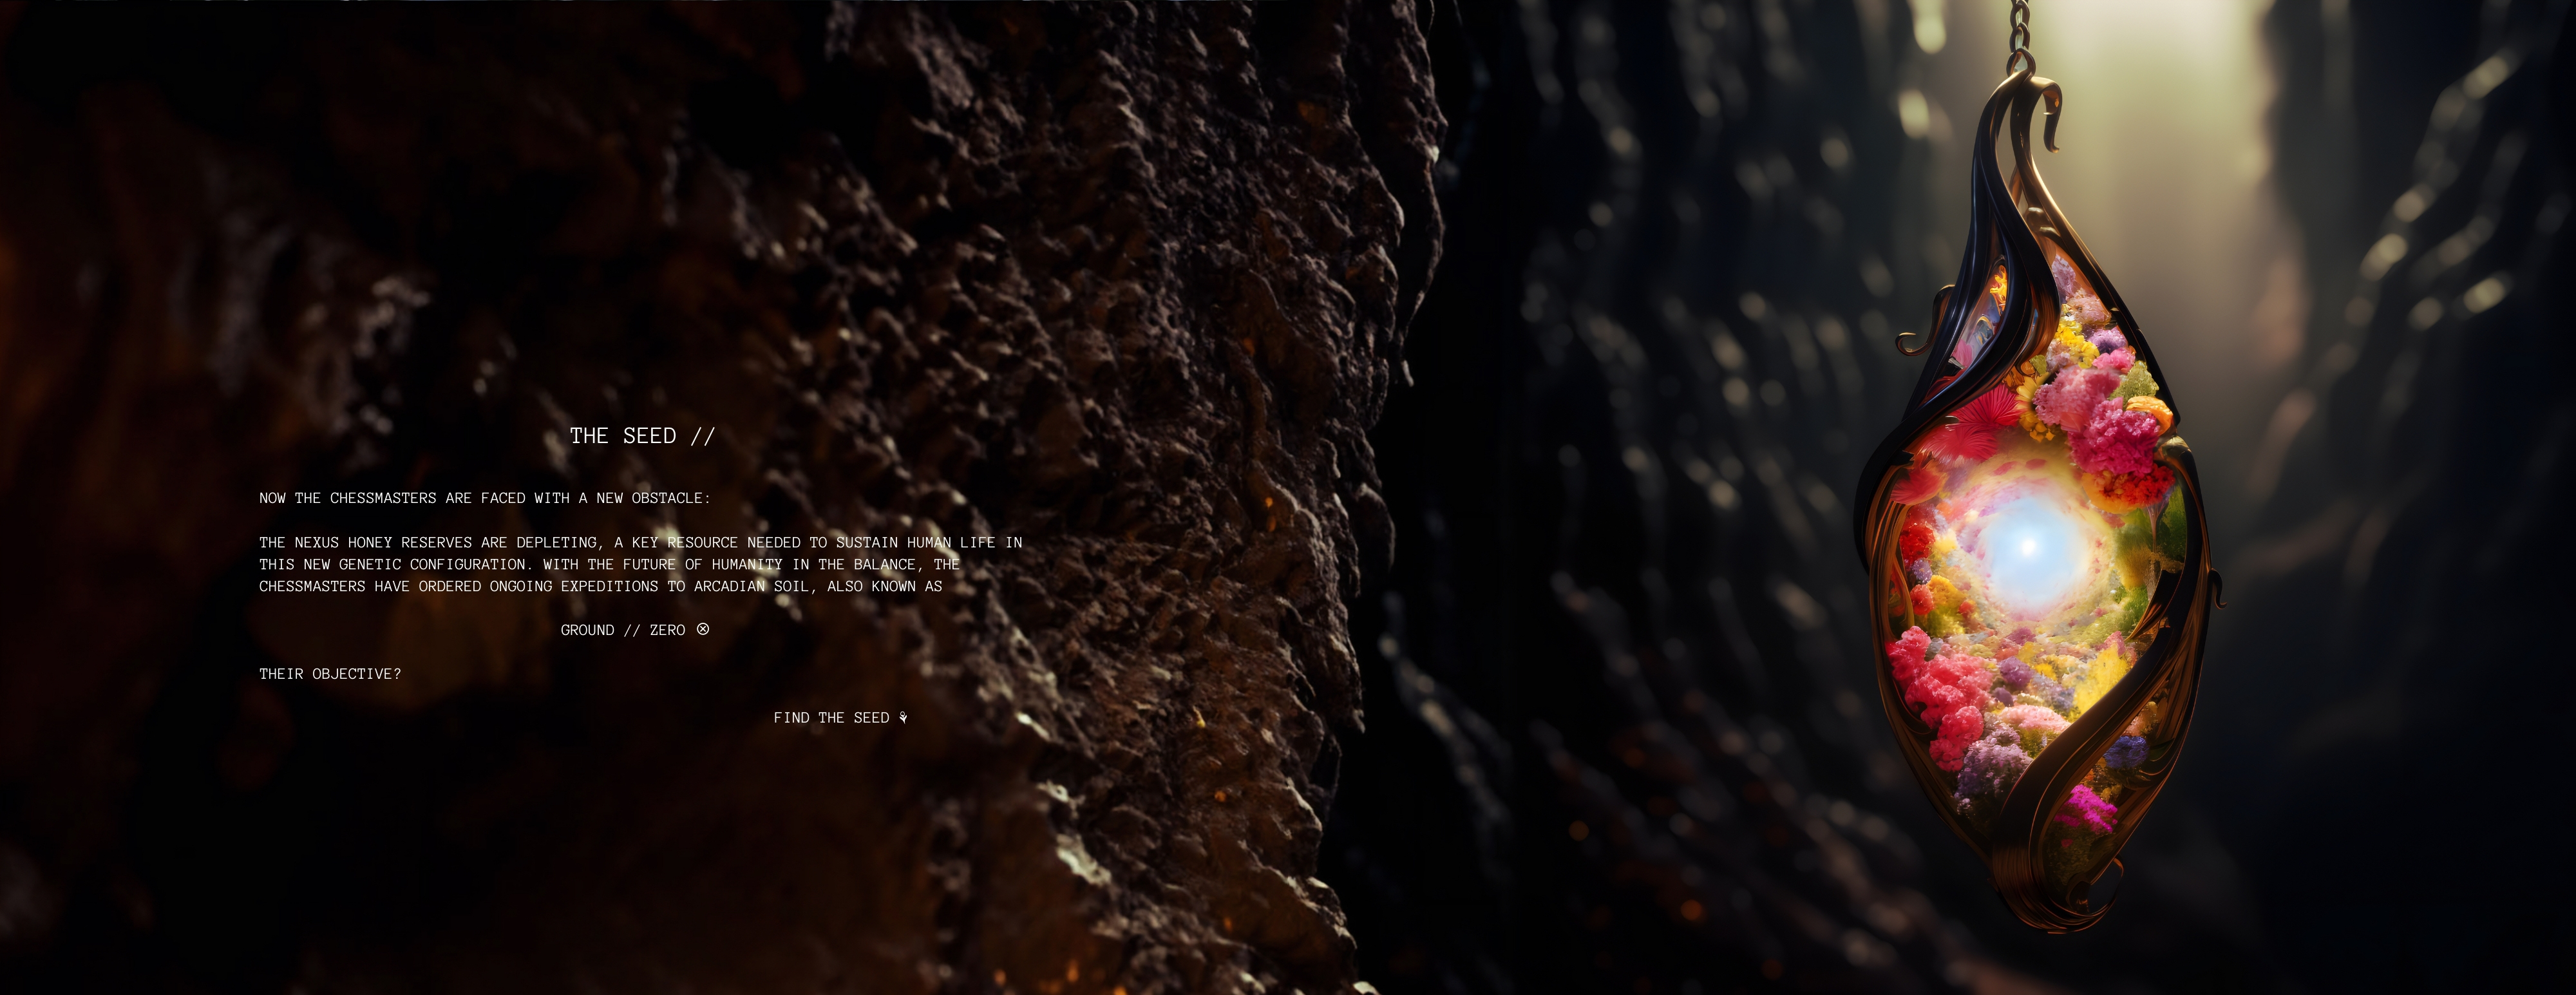 THE SEED //
NOW THE CHESSMASTERS ARE FACED WITH A NEW OBSTACLE:
THE NEXUS HONEY RESERVES ARE DEPLETING, A KEY RESOURCE NEEDED TO SUSTAIN HUMAN LIFE IN
THIS NEW GENETIC CONFIGURATION. WITH THE FUTURE OF HUMANITY IN THE BALANCE, THE
CHESSMASTERS HAVE ORDERED ONGOING EXPEDITIONS TO ARCADIAN SOIL, ALSO KNOWN AS
GROUND // ZERO ⊗
THEIR OBJECTIVE?
FIND THE SEED